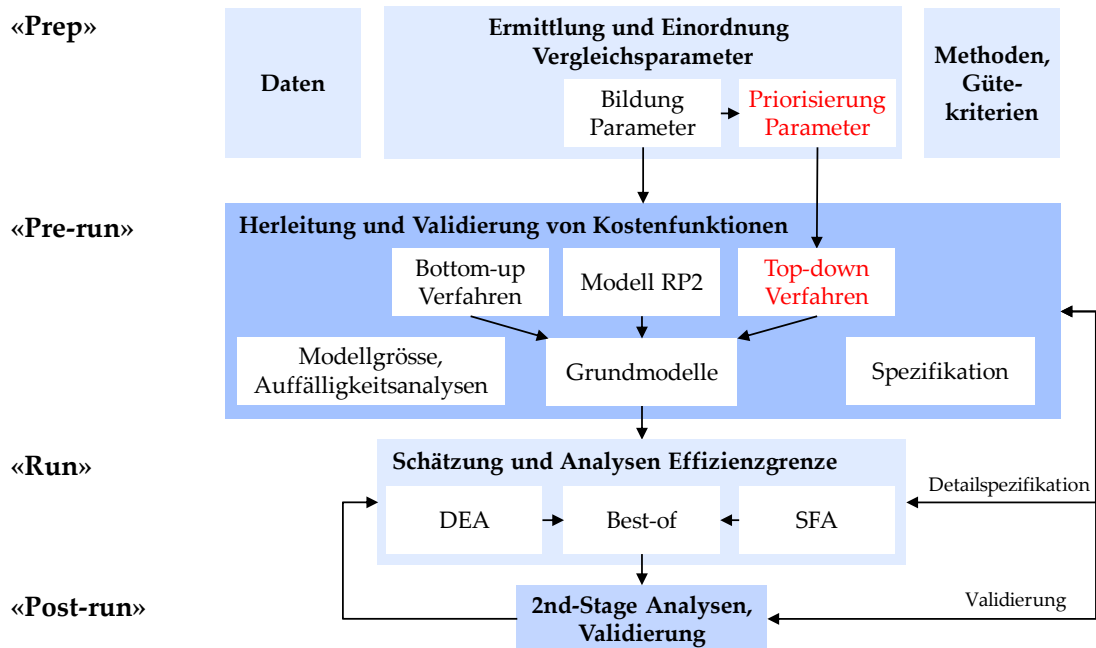 «Prep»
Daten
Ermittlung und Einordnung
Vergleichsparameter
Bildung
Parameter
Priorisierung
Parameter
Methoden,
Güte-
kriterien
«Pre-run»
Herleitung und Validierung von Kostenfunktionen
Bottom-up
Verfahren
Modell RP2
Top-down
Verfahren
Modellgrösse,
Auffälligkeitsanalysen
Grundmodelle
Spezifikation
«Run»
Schätzung und Analysen Effizienzgrenze
DEA
Best-of
SFA
Detailspezifikation
«Post-run»
2nd-Stage Analysen,
Validierung
Validierung